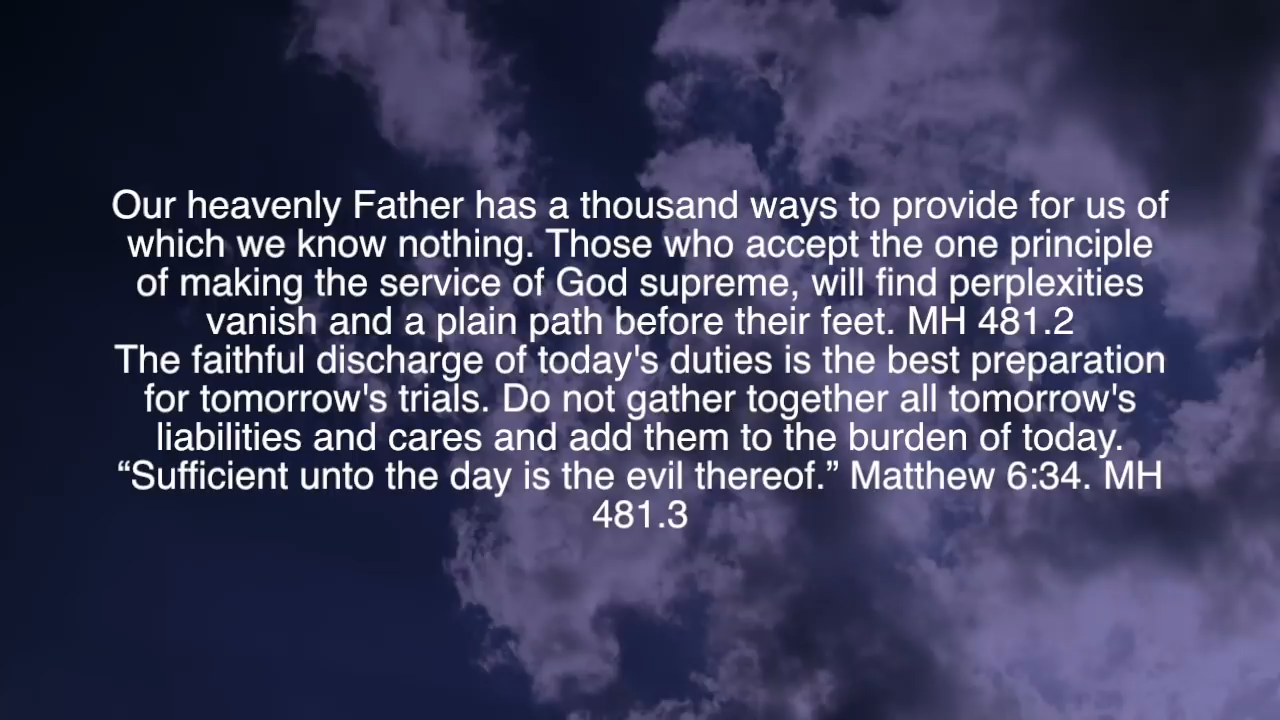 Our heavenly Father has a thousand ways to provide for us of
which we know nothing. Those who accept the one principle
of making the service of God supreme, will find perplexities
vanish and a plain path before their feet. MH 481.2
The faithful discharge of today's duties is the best preparation
for tomorrow's trials. Do not gather together all tomorrow's
liabilities and cares and add them to the burden of today.
“Sufficient unto the day is the evil thereof.” Matthew 6:34. MH
481.3